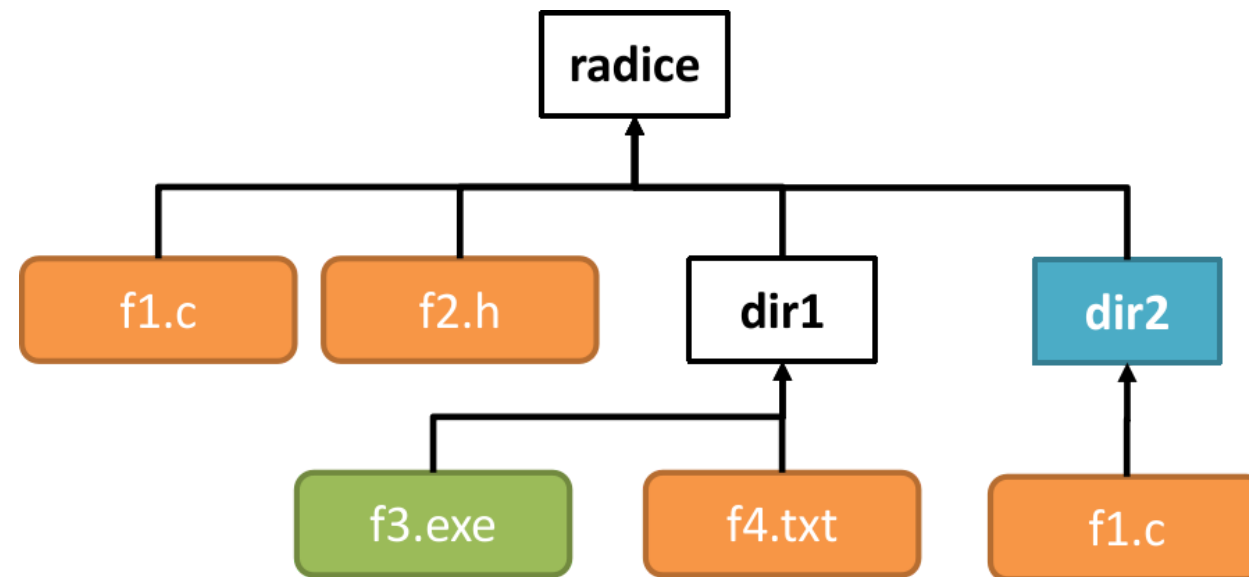 radice
f1.c
f2.h
dir1
dir2
f3.exe
f4.txt
f1.c